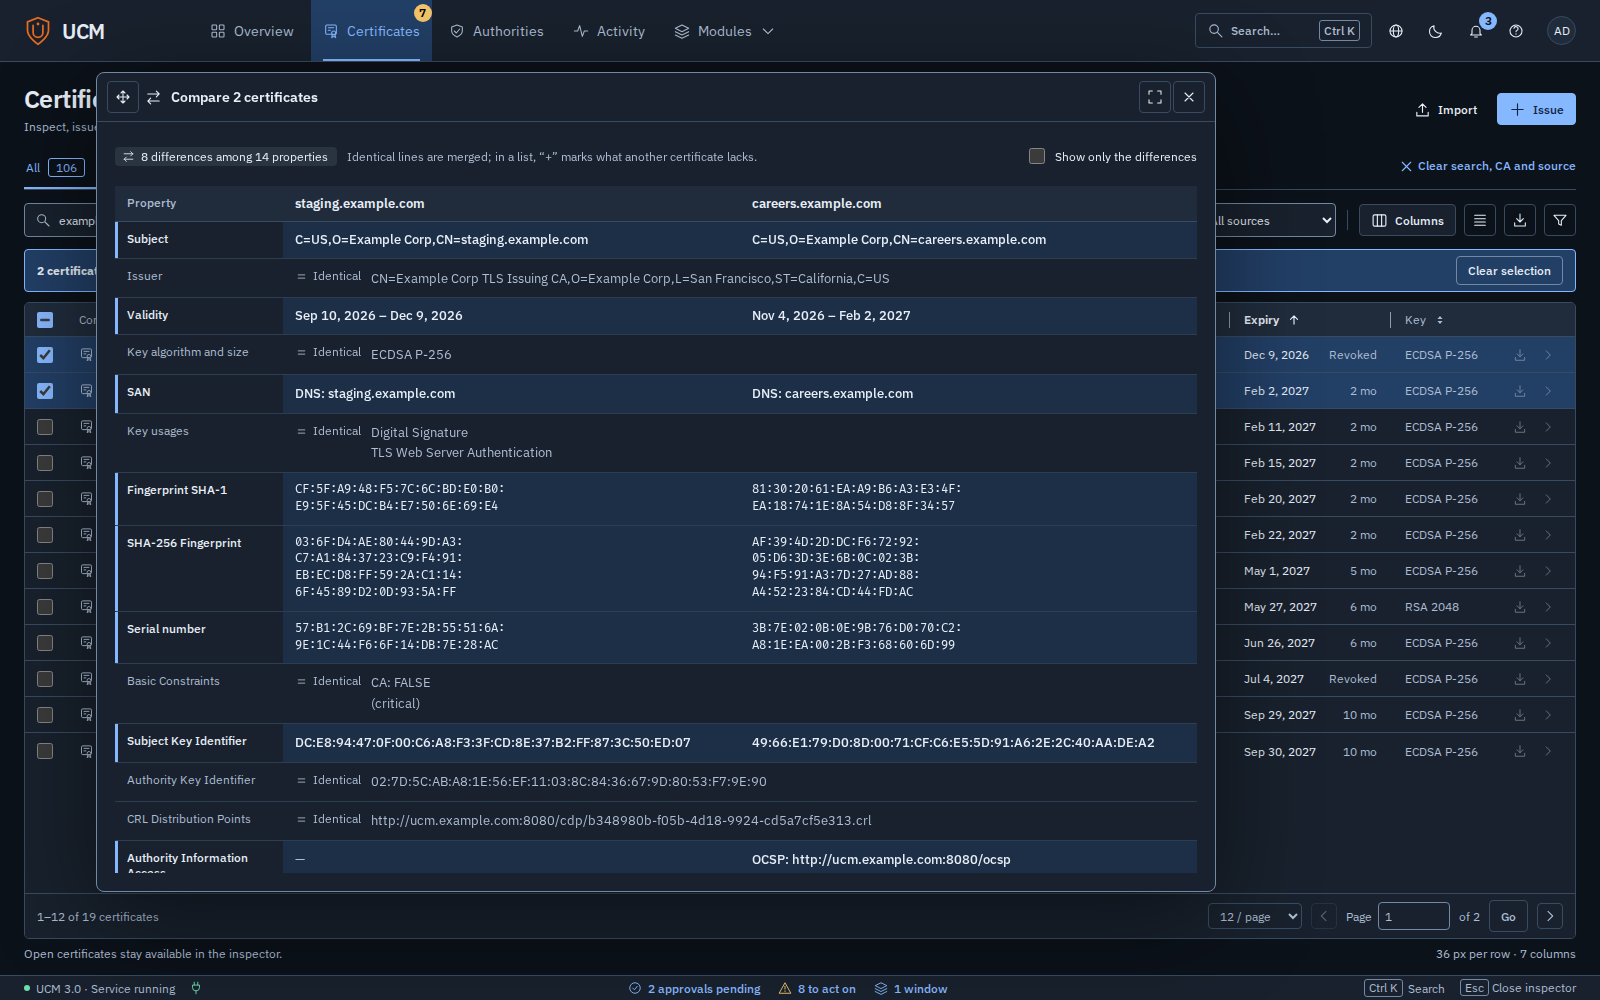 UCM
Overview
Certificates
7
Authorities
Activity
Modules
Search...
Ctrl K
3
AD
Certific
Inspect, issue
Import
Issue
All 106
Clear search, CA and source
examp
All sources
Columns
2 certificat
Clear selection
Compare 2 certificates
8 differences among 14 properties
Identical lines are merged; in a list, “+” marks what another certificate lacks.
Show only the differences
Property staging.example.com careers.example.com
Subject C=US,O=Example Corp,CN=staging.example.com C=US,O=Example Corp,CN=careers.example.com
Issuer = Identical CN=Example Corp TLS Issuing CA,O=Example Corp,L=San Francisco,ST=California,C=US
Validity Sep 10, 2026 – Dec 9, 2026 Nov 4, 2026 – Feb 2, 2027
Key algorithm and size = Identical ECDSA P-256
SAN DNS: staging.example.com DNS: careers.example.com
Key usages = Identical Digital Signature
TLS Web Server Authentication
Fingerprint SHA-1 CF:5F:A9:48:F5:7C:6C:BD:E0:B0: 81:30:20:61:EA:A9:B6:A3:E3:4F:
E9:5F:45:DC:B4:E7:50:6E:69:E4 EA:18:74:1E:8A:54:D8:8F:34:57
SHA-256 Fingerprint 03:6F:D4:AE:80:44:9D:A3: AF:39:4D:2D:DC:F6:72:92:
C7:A1:84:37:23:C9:F4:91: 05:D6:3D:3E:6B:0C:02:3B:
EB:EC:D8:FF:59:2A:C1:14: 94:F5:91:A3:7D:27:AD:88:
6F:45:89:D2:0D:93:5A:FF A4:52:23:84:CD:44:FD:AC
Serial number 57:B1:2C:69:BF:7E:2B:55:51:6A: 3B:7E:02:0B:0E:9B:76:D0:70:C2:
9E:1C:44:F6:6F:14:DB:7E:28:AC A8:1E:EA:00:2B:F3:68:60:6D:99
Basic Constraints = Identical CA: FALSE
(critical)
Subject Key Identifier DC:E8:94:47:0F:00:C6:A8:F3:3F:CD:8E:37:B2:FF:87:3C:50:ED:07 49:66:E1:79:D0:8D:00:71:CF:C6:E5:5D:91:A6:2E:2C:40:AA:DE:A2
Authority Key Identifier = Identical 02:7D:5C:AB:A8:1E:56:EF:11:03:8C:84:36:67:9D:80:53:F7:9E:90
CRL Distribution Points = Identical http://ucm.example.com:8080/cdp/b348980b-f05b-4d18-9924-cd5a7cf5e313.crl
Authority Information Access — OCSP: http://ucm.example.com:8080/ocsp
Cor
Expiry Key
Dec 9, 2026 Revoked ECDSA P-256
Feb 2, 2027 2 mo ECDSA P-256
Feb 11, 2027 2 mo ECDSA P-256
Feb 15, 2027 2 mo ECDSA P-256
Feb 20, 2027 2 mo ECDSA P-256
Feb 22, 2027 2 mo ECDSA P-256
May 1, 2027 5 mo ECDSA P-256
May 27, 2027 6 mo RSA 2048
Jun 26, 2027 6 mo ECDSA P-256
Jul 4, 2027 Revoked ECDSA P-256
Sep 29, 2027 10 mo ECDSA P-256
Sep 30, 2027 10 mo ECDSA P-256
1–12 of 19 certificates
12 / page
Page 1 of 2 Go
Open certificates stay available in the inspector.
36 px per row · 7 columns
UCM 3.0 · Service running
2 approvals pending
8 to act on
1 window
Ctrl K Search
Esc Close inspector